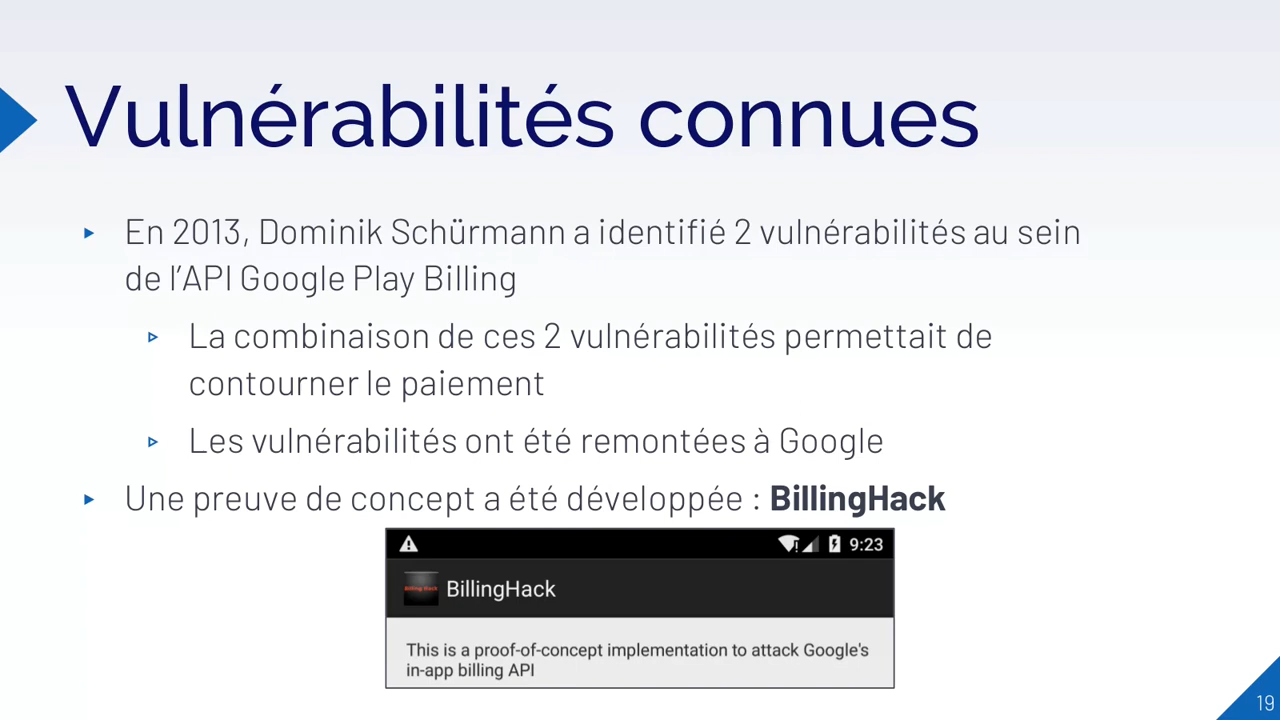 Vulnérabilités connues
En 2013, Dominik Schürmann a identifié 2 vulnérabilités au sein
de l’API Google Play Billing
La combinaison de ces 2 vulnérabilités permettait de
contourner le paiement
Les vulnérabilités ont été remontées à Google
Une preuve de concept a été développée : BillingHack
9:23
Billing Hack
BillingHack
This is a proof-of-concept implementation to attack Google's
in-app billing API
19